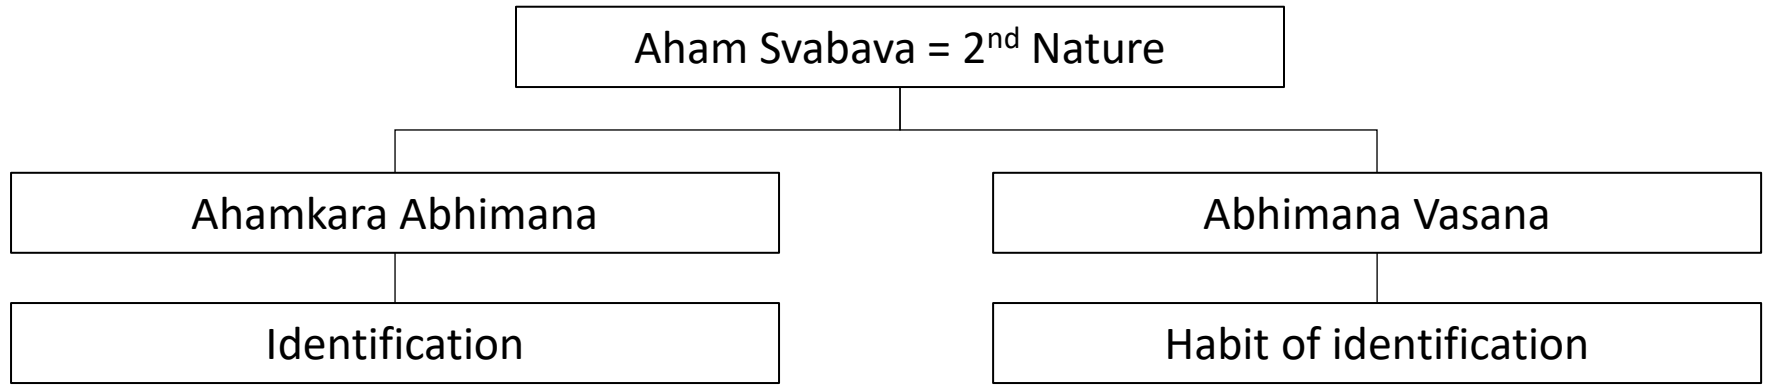 Aham Svabava = 2nd Nature
Ahamkara Abhimana
Abhimana Vasana
Identification
Habit of identification